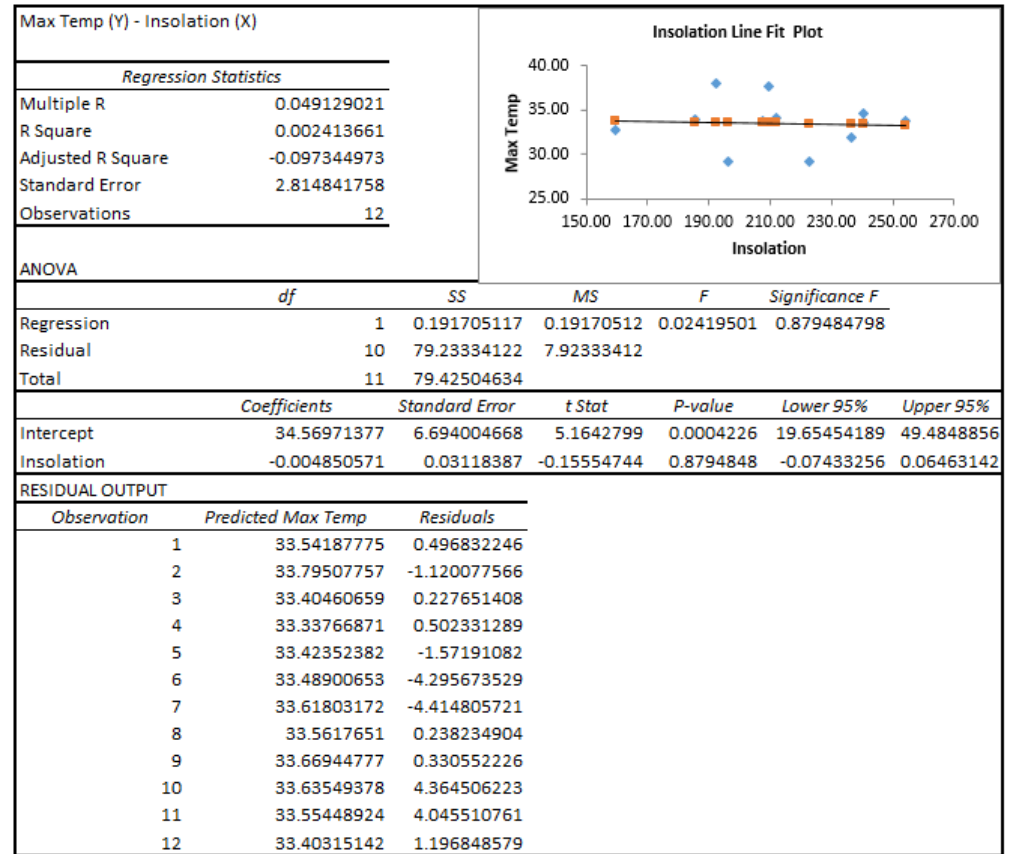 Max Temp (Y) - Insolation (X)
Regression Statistics
Multiple R 0.049129021
R Square 0.002413661
Adjusted R Square -0.097344973
Standard Error 2.814841758
Observations 12
Insolation Line Fit Plot
40.00
35.00
30.00
25.00
Max Temp
150.00 170.00 190.00 210.00 230.00 250.00 270.00
Insolation
ANOVA
df SS MS F Significance F
Regression 1 0.191705117 0.19170512 0.02419501 0.879484798
Residual 10 79.23334122 7.92333412
Total 11 79.42504634
Coefficients Standard Error t Stat P-value Lower 95% Upper 95%
Intercept 34.56971377 6.694004668 5.1642799 0.0004226 19.65454189 49.4848856
Insolation -0.004850571 0.03118387 -0.15554744 0.8794848 -0.07433256 0.06463142
RESIDUAL OUTPUT
Observation Predicted Max Temp Residuals
1 33.54187775 0.496832246
2 33.79507757 -1.120077566
3 33.40460659 0.227651408
4 33.33766871 0.502331289
5 33.42352382 -1.57191082
6 33.48900653 -4.295673529
7 33.61803172 -4.414805721
8 33.5617651 0.238234904
9 33.66944777 0.330552226
10 33.63549378 4.364506223
11 33.55448924 4.045510761
12 33.40315142 1.196848579